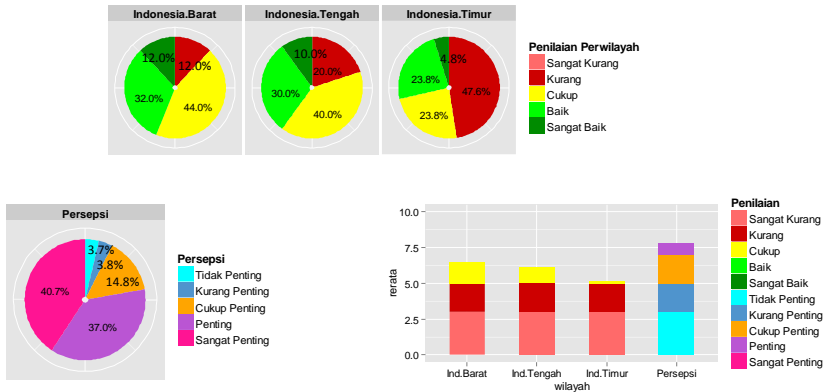 Indonesia.Barat
Indonesia.Tengah
Indonesia.Timur
12.0%
12.0%
32.0%
44.0%
10.0%
20.0%
30.0%
40.0%
4.8%
23.8%
47.6%
23.8%
Penilaian Perwilayah
Sangat Kurang
Kurang
Cukup
Baik
Sangat Baik
Persepsi
3.7%
3.8%
14.8%
40.7%
37.0%
Persepsi
Tidak Penting
Kurang Penting
Cukup Penting
Penting
Sangat Penting
10.0
7.5
5.0
2.5
0.0
rerata
Ind.Barat
Ind.Tengah
Ind.Timur
Persepsi
wilayah
Penilaian
Sangat Kurang
Kurang
Cukup
Baik
Sangat Baik
Tidak Penting
Kurang Penting
Cukup Penting
Penting
Sangat Penting